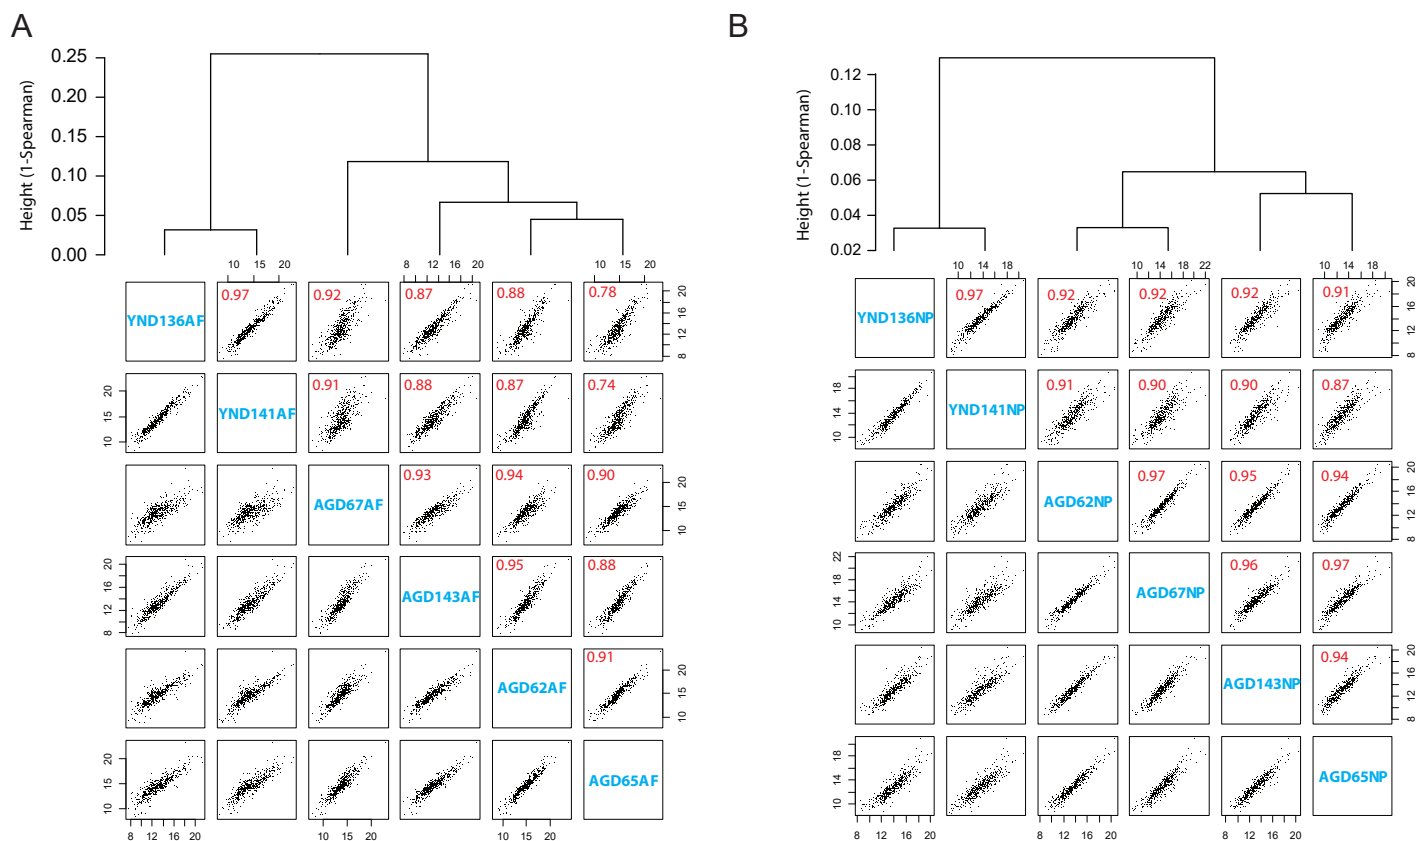 A
Height (1-Spearman)
0.25
0.20
0.15
0.10
0.05
0.00
10 15 20
8 12 16 20
10 15 20
YND136AF 0.97 0.92 0.87 0.88 0.78
8 12 16 20
10 15 20
YND141AF 0.91 0.88 0.87 0.74
AGD67AF 0.93 0.94 0.90
10 15 20
8 12 16 20
AGD143AF 0.95 0.88
AGD62AF 0.91
10 15 20
10 15 20
AGD65AF
8 12 16 20
10 15 20
10 15 20
B
Height (1-Spearman)
0.12
0.10
0.08
0.06
0.04
0.02
10 14 18
10 14 18 22
10 14 18
YND136NP 0.97 0.92 0.92 0.92 0.91
8 12 16 20
10 14 18
YND141NP 0.91 0.90 0.90 0.87
AGD62NP 0.97 0.95 0.94
8 12 16 20
10 14 18 22
AGD67NP 0.96 0.97
AGD143NP 0.94
8 12 16 20
10 14 18
AGD65NP
8 12 16 20
8 12 16 20
8 12 16 20